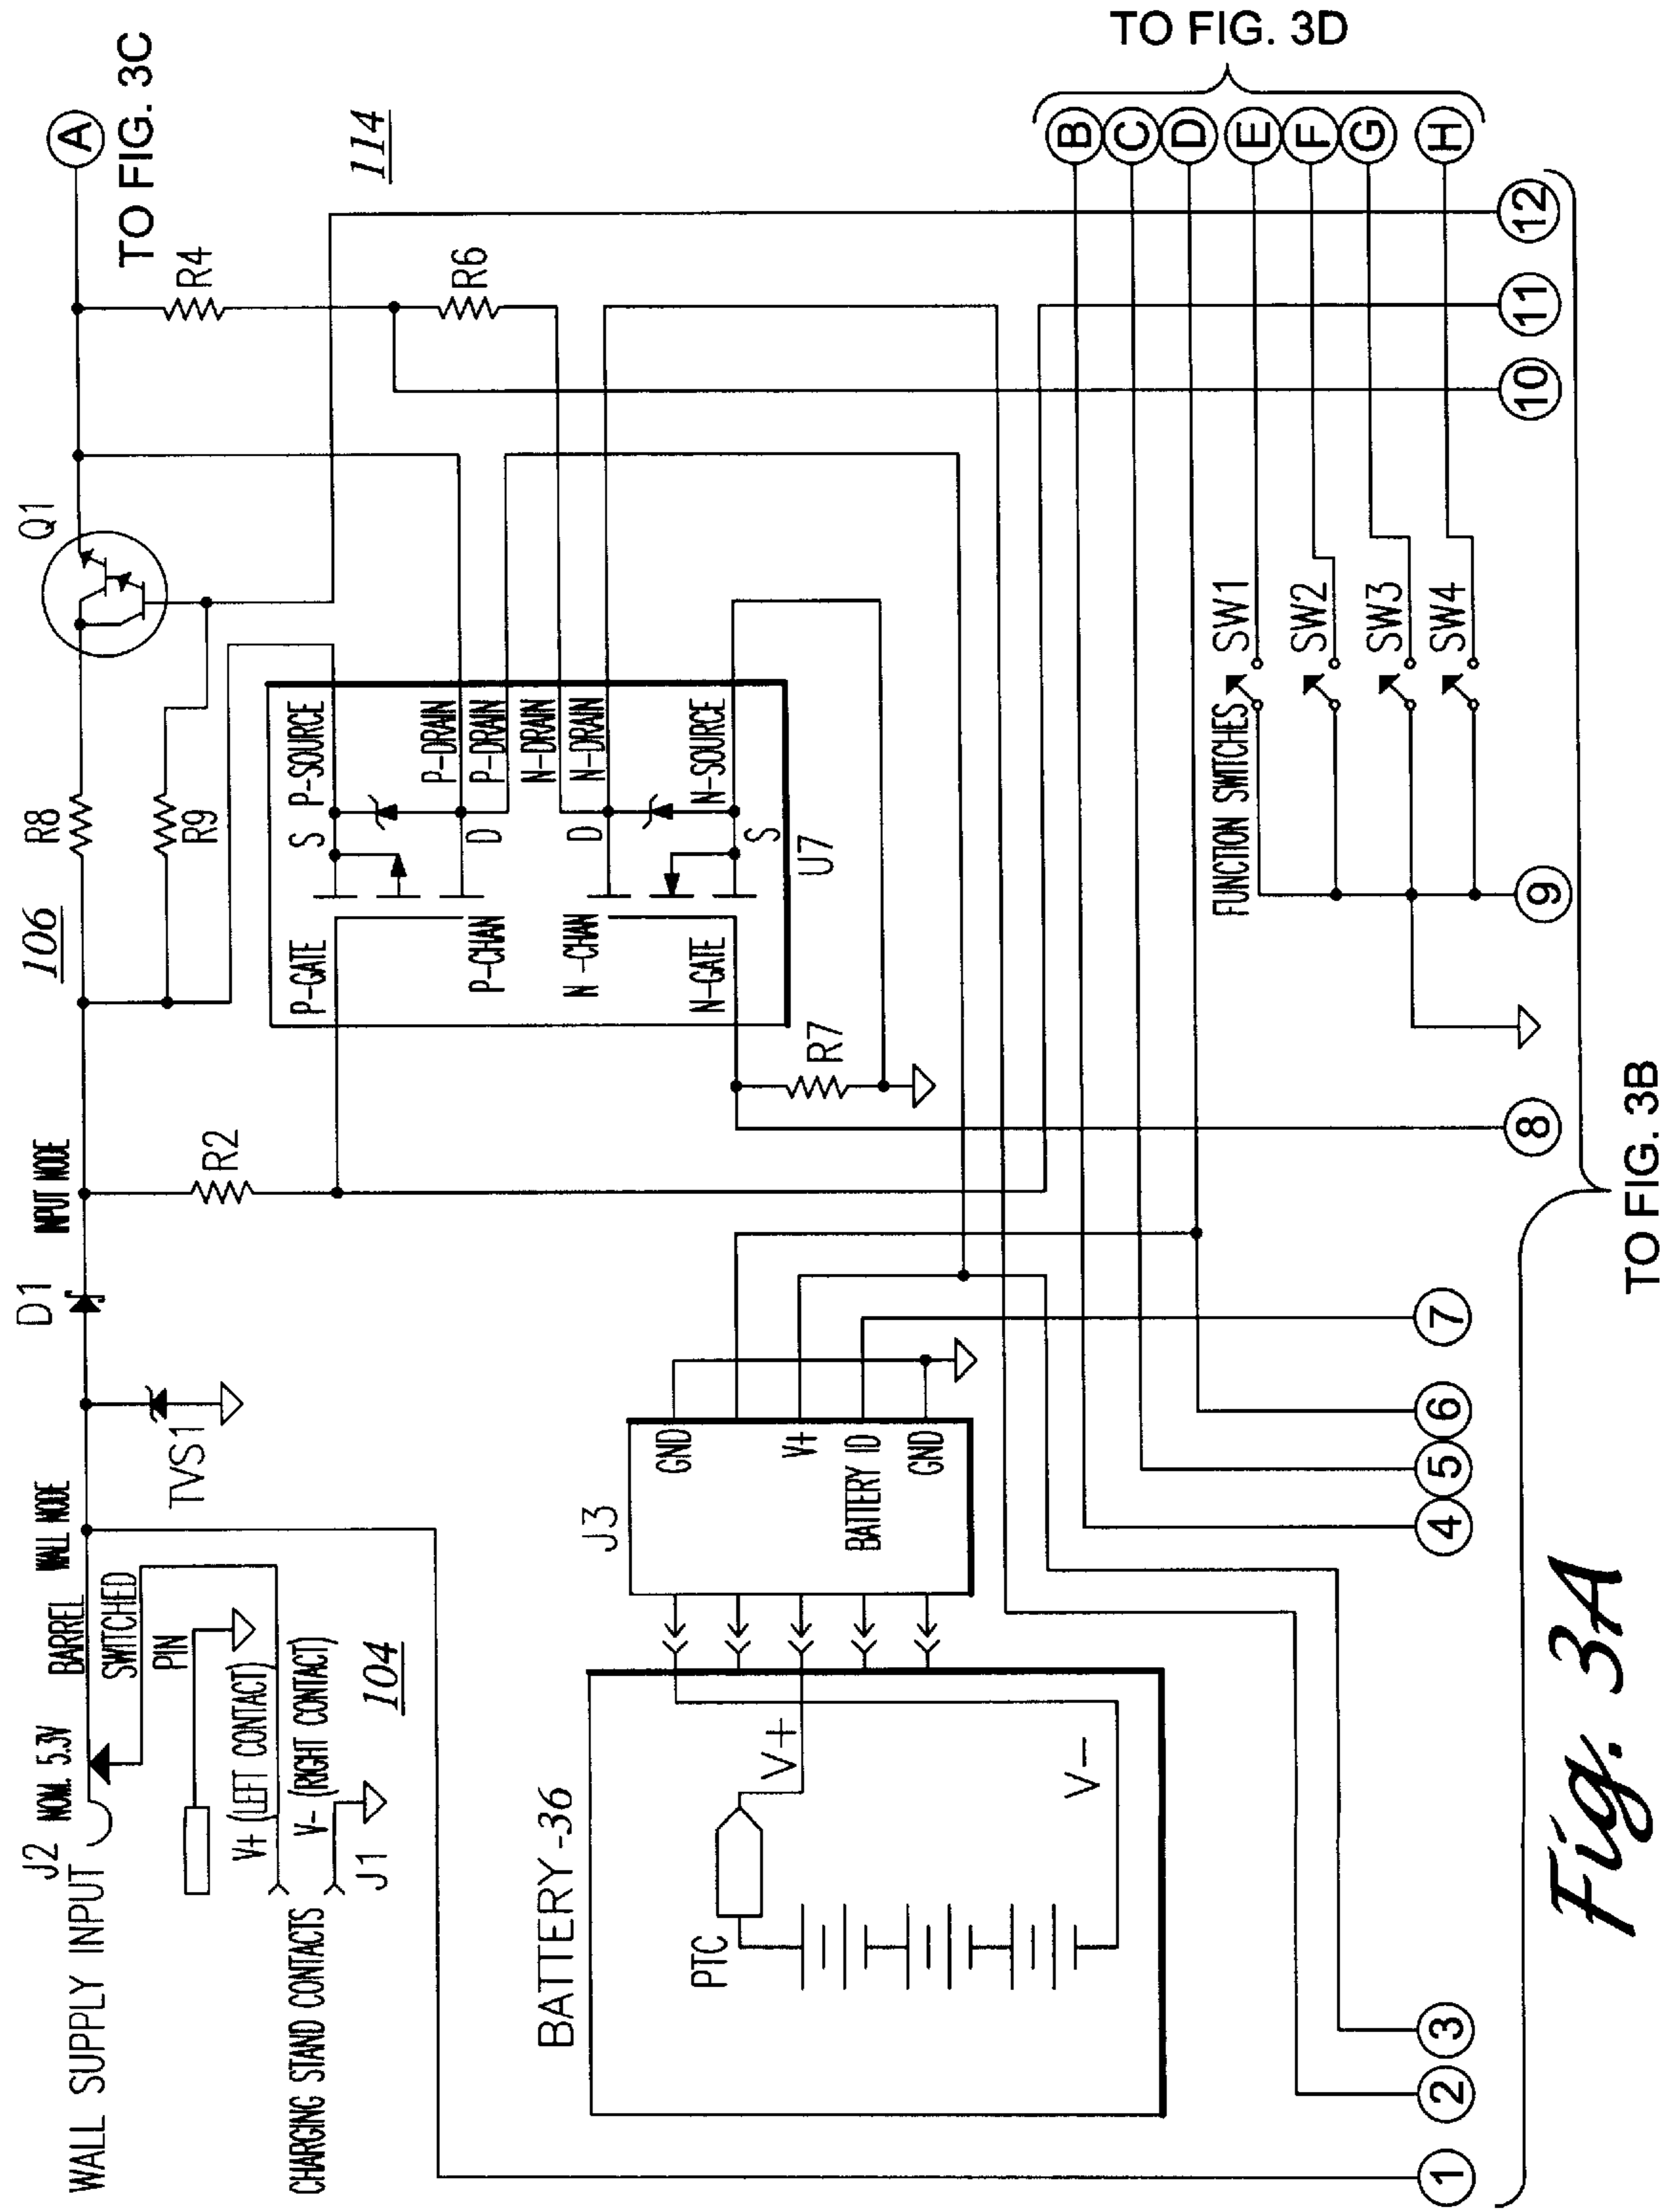 TO FIG. 3C
A
TO FIG. 3D
114
B
C
D
E
F
G
H
WALL SUPPLY INPUT
J2
NOM. 5.3V
BARREL
SWITCHED
PIN
WALL NODE
TVS1
D1
INPUT NODE
R2
106
R8
R9
Q1
R4
R6
CHARGING STAND CONTACTS
V+ (LEFT CONTACT)
V- (RIGHT CONTACT)
J1
104
P-GATE
P-CHAN
N -CHAN
N-GATE
S
P-SOURCE
P-DRAIN
D
P-DRAIN
N-DRAIN
D
N-DRAIN
N-SOURCE
S
U7
R7
BATTERY-36
PTC
V+
V-
J3
GND
V+
BATTERY ID
GND
FUNCTION SWITCHES
SW1
SW2
SW3
SW4
1
2
3
4
5
6
7
8
9
10
11
12
TO FIG. 3B
Fig. 3A